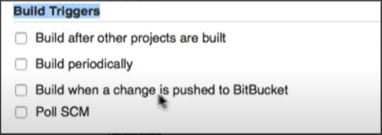 Build Triggers
Build after other projects are built
Build periodically
Build when a change is pushed to BitBucket
Poll SCM